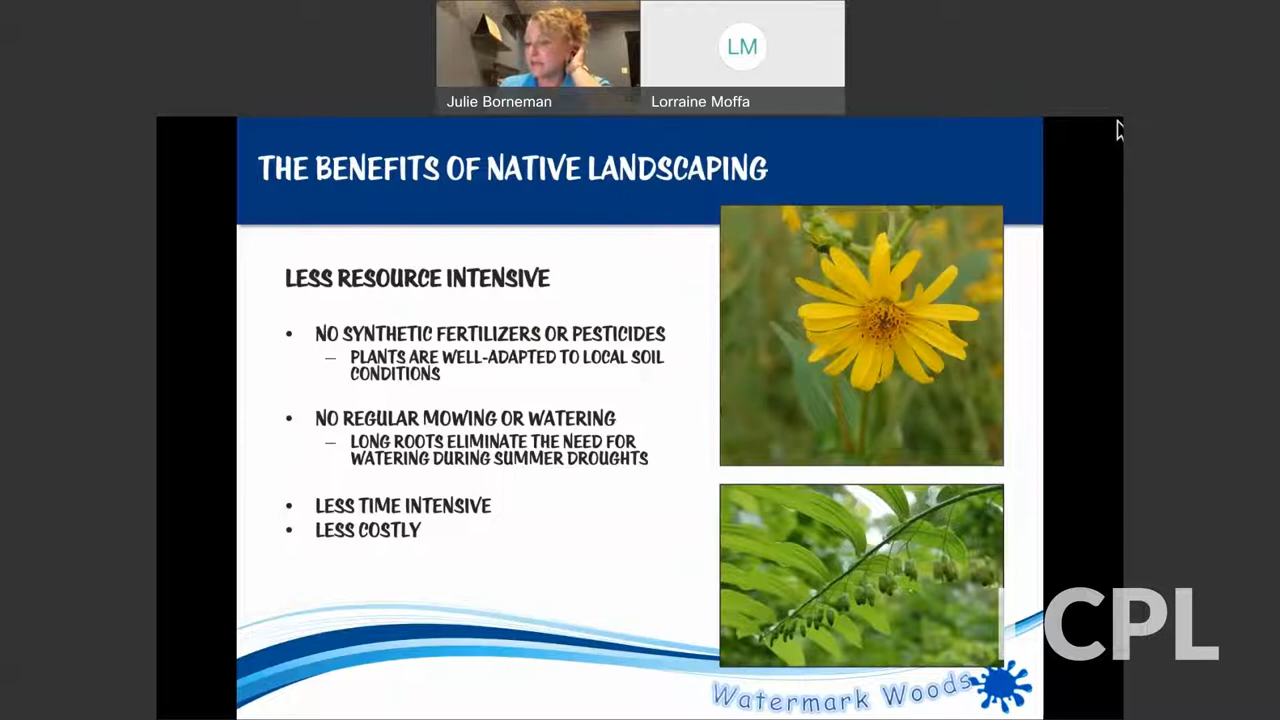 LM
Julie Borneman
Lorraine Moffa
THE BENEFITS OF NATIVE LANDSCAPING
LESS RESOURCE INTENSIVE
• NO SYNTHETIC FERTILIZERS OR PESTICIDES
– PLANTS ARE WELL-ADAPTED TO LOCAL SOIL
CONDITIONS
• NO REGULAR MOWING OR WATERING
– LONG ROOTS ELIMINATE THE NEED FOR
WATERING DURING SUMMER DROUGHTS
• LESS TIME INTENSIVE
• LESS COSTLY
CPL
Watermark Woods